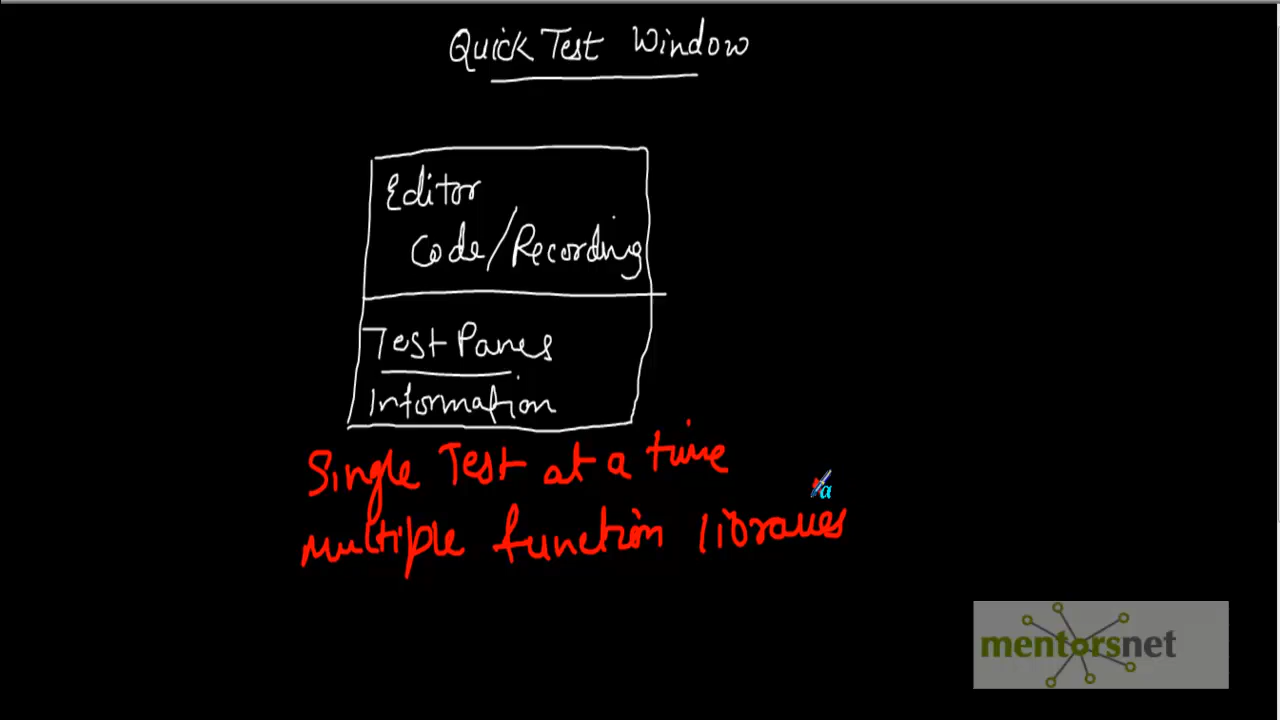 Quick Test Window
Editor
Code/Recording
Test Panes
Information
Single Test at a time
Multiple function libraries
mentorsnet